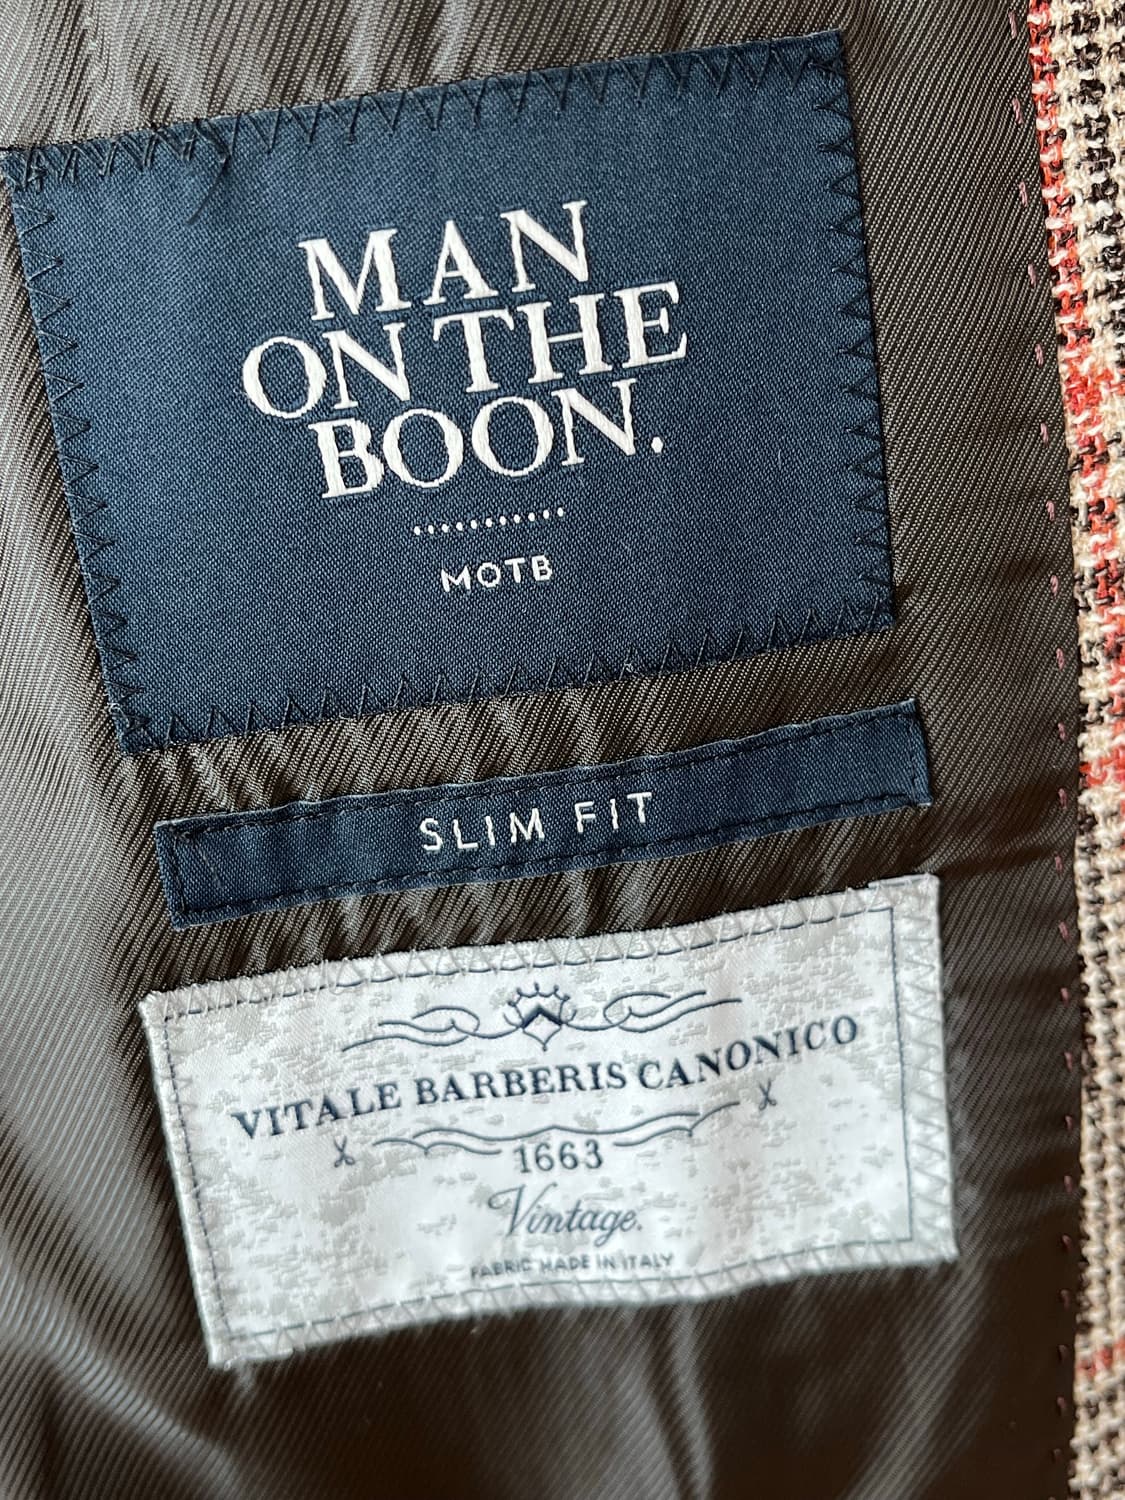 MAN
ON THE
BOON.
MOTB
SLIM FIT
VITALE BARBERIS CANONICO
1663
Vintage.
FABRIC MADE IN ITALY